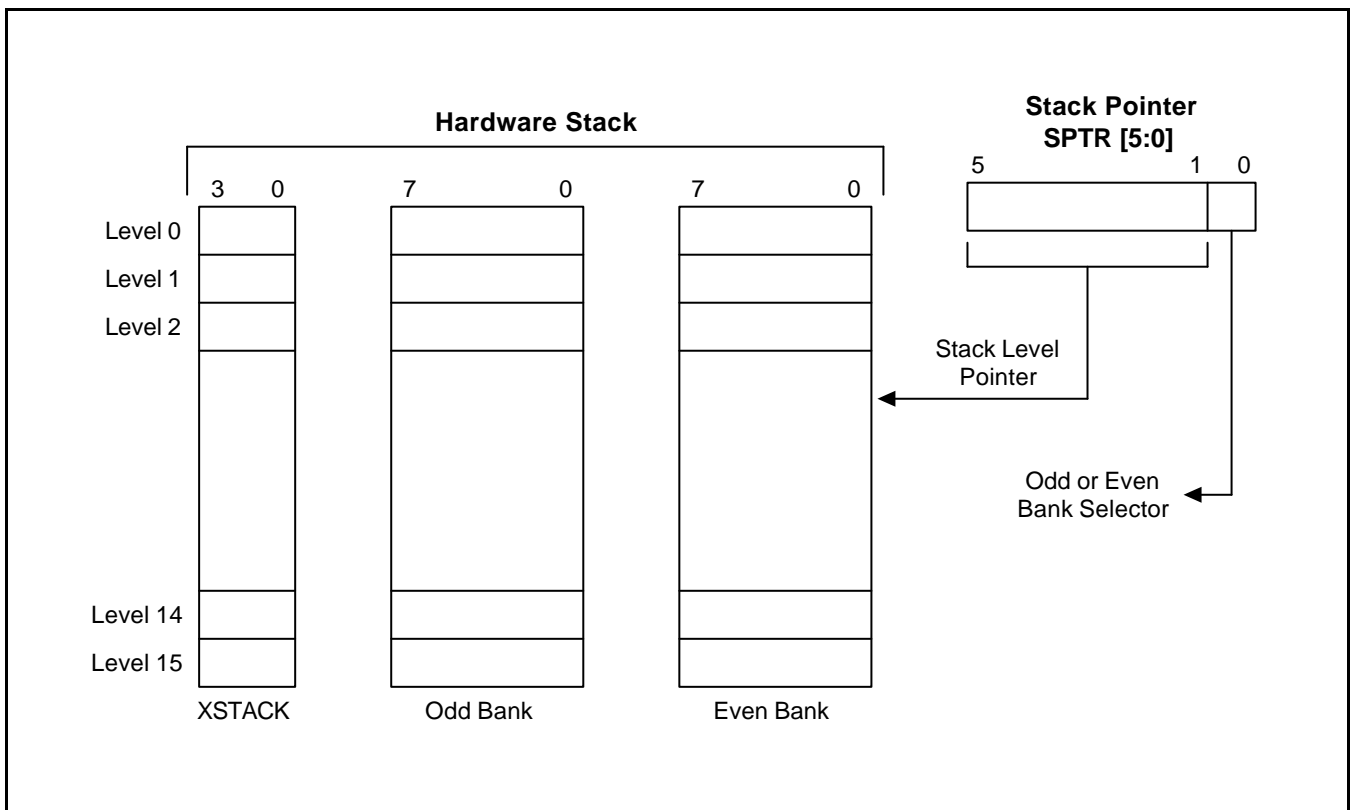 Hardware Stack
Stack Pointer
SPTR [5:0]
5 1 0
3 0 7 0 7 0
Level 0
Level 1
Level 2
Stack Level
Pointer
Odd or Even
Bank Selector
Level 14
Level 15
XSTACK Odd Bank Even Bank